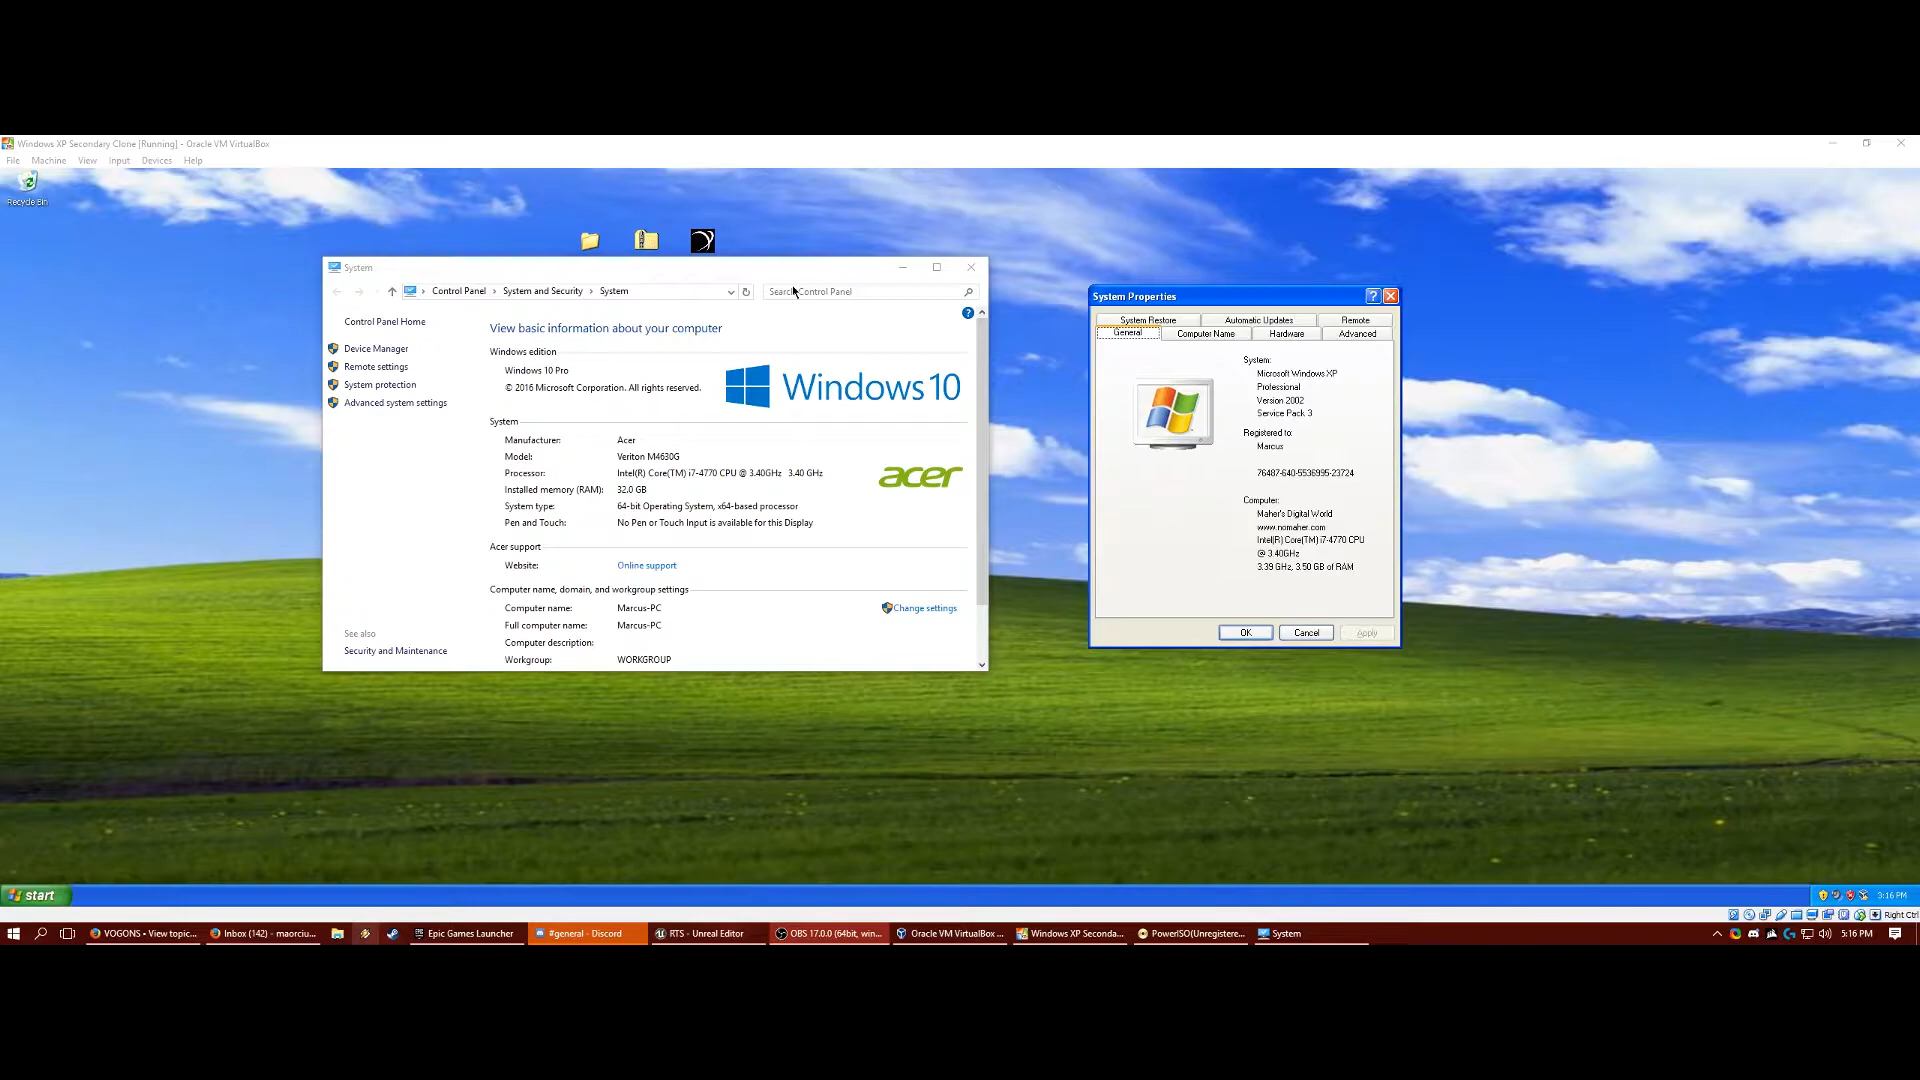 Windows XP Secondary Clone [Running] - Oracle VM VirtualBox
File Machine View Input Devices Help
Recycle Bin
System
Control Panel > System and Security > System
Search Control Panel
Control Panel Home
Device Manager
Remote settings
System protection
Advanced system settings
See also
Security and Maintenance
View basic information about your computer
Windows edition
Windows 10 Pro
© 2016 Microsoft Corporation. All rights reserved.
Windows 10
System
Manufacturer: Acer
Model: Veriton M4630G
Processor: Intel(R) Core(TM) i7-4770 CPU @ 3.40GHz 3.40 GHz
Installed memory (RAM): 32.0 GB
System type: 64-bit Operating System, x64-based processor
Pen and Touch: No Pen or Touch Input is available for this Display
acer
Acer support
Website: Online support
Computer name, domain, and workgroup settings
Computer name: Marcus-PC
Change settings
Full computer name: Marcus-PC
Computer description:
Workgroup: WORKGROUP
System Properties
System Restore Automatic Updates Remote
General Computer Name Hardware Advanced
System:
Microsoft Windows XP
Professional
Version 2002
Service Pack 3
Registered to:
Marcus
76487-640-5536995-23724
Computer:
Maher's Digital World
www.nomaher.com
Intel(R) Core(TM) i7-4770 CPU
@ 3.40GHz
3.39 GHz, 3.50 GB of RAM
OK Cancel Apply
start
3:16 PM
Right Ctrl
VOGONS • View topic...
Inbox (142) - maorciu...
Epic Games Launcher
#general - Discord
RTS - Unreal Editor
OBS 17.0.0 (64bit, win...
Oracle VM VirtualBox ...
Windows XP Seconda...
PowerISO(Unregistere...
System
5:16 PM